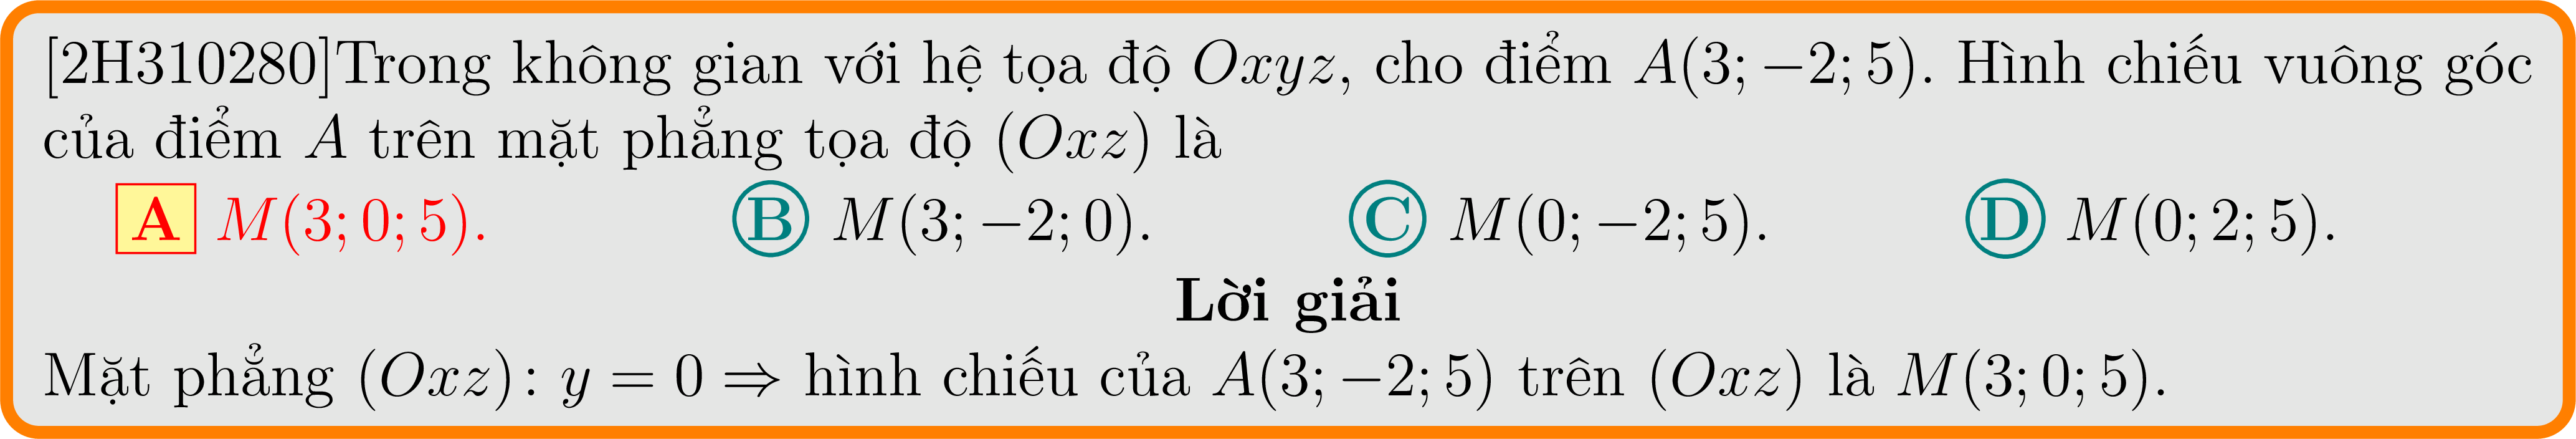 [2H310280]Trong không gian với hệ tọa độ Oxyz, cho điểm A(3; −2; 5). Hình chiếu vuông góc
của điểm A trên mặt phẳng tọa độ (Oxz) là
A M(3; 0; 5). B M(3; −2; 0). C M(0; −2; 5). D M(0; 2; 5).
Lời giải
Mặt phẳng (Oxz): y = 0 ⇒ hình chiếu của A(3; −2; 5) trên (Oxz) là M(3; 0; 5).